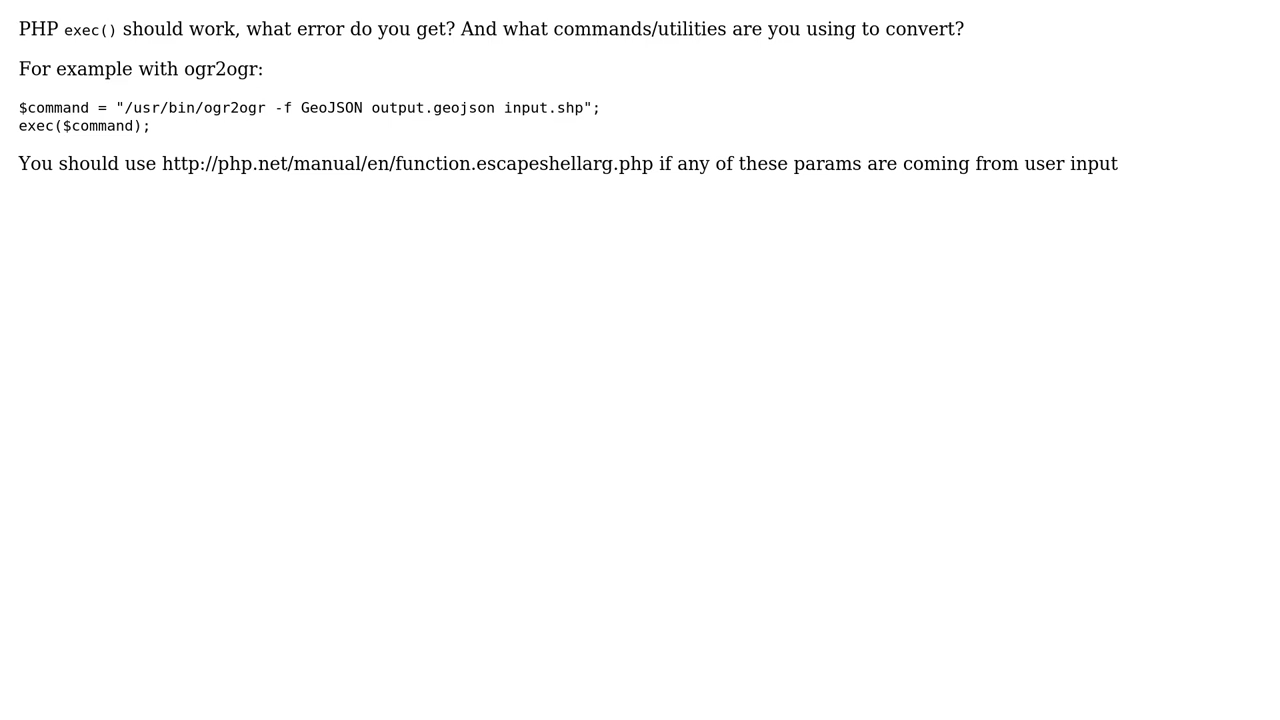 PHP exec() should work, what error do you get? And what commands/utilities are you using to convert?
For example with ogr2ogr:
$command = "/usr/bin/ogr2ogr -f GeoJSON output.geojson input.shp";
exec($command);
You should use http://php.net/manual/en/function.escapeshellarg.php if any of these params are coming from user input